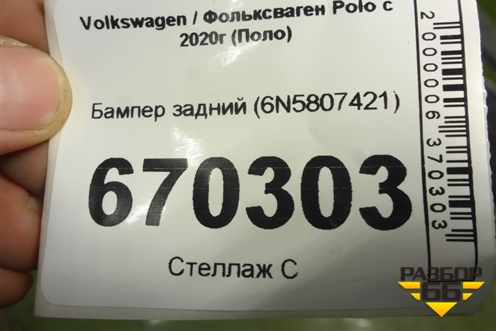 Volkswagen / Фольксваген Polo с
2020г (Поло)
Бампер задний (6N5807421)
670303
Стеллаж С
2000006370303
РАЗБОР
66